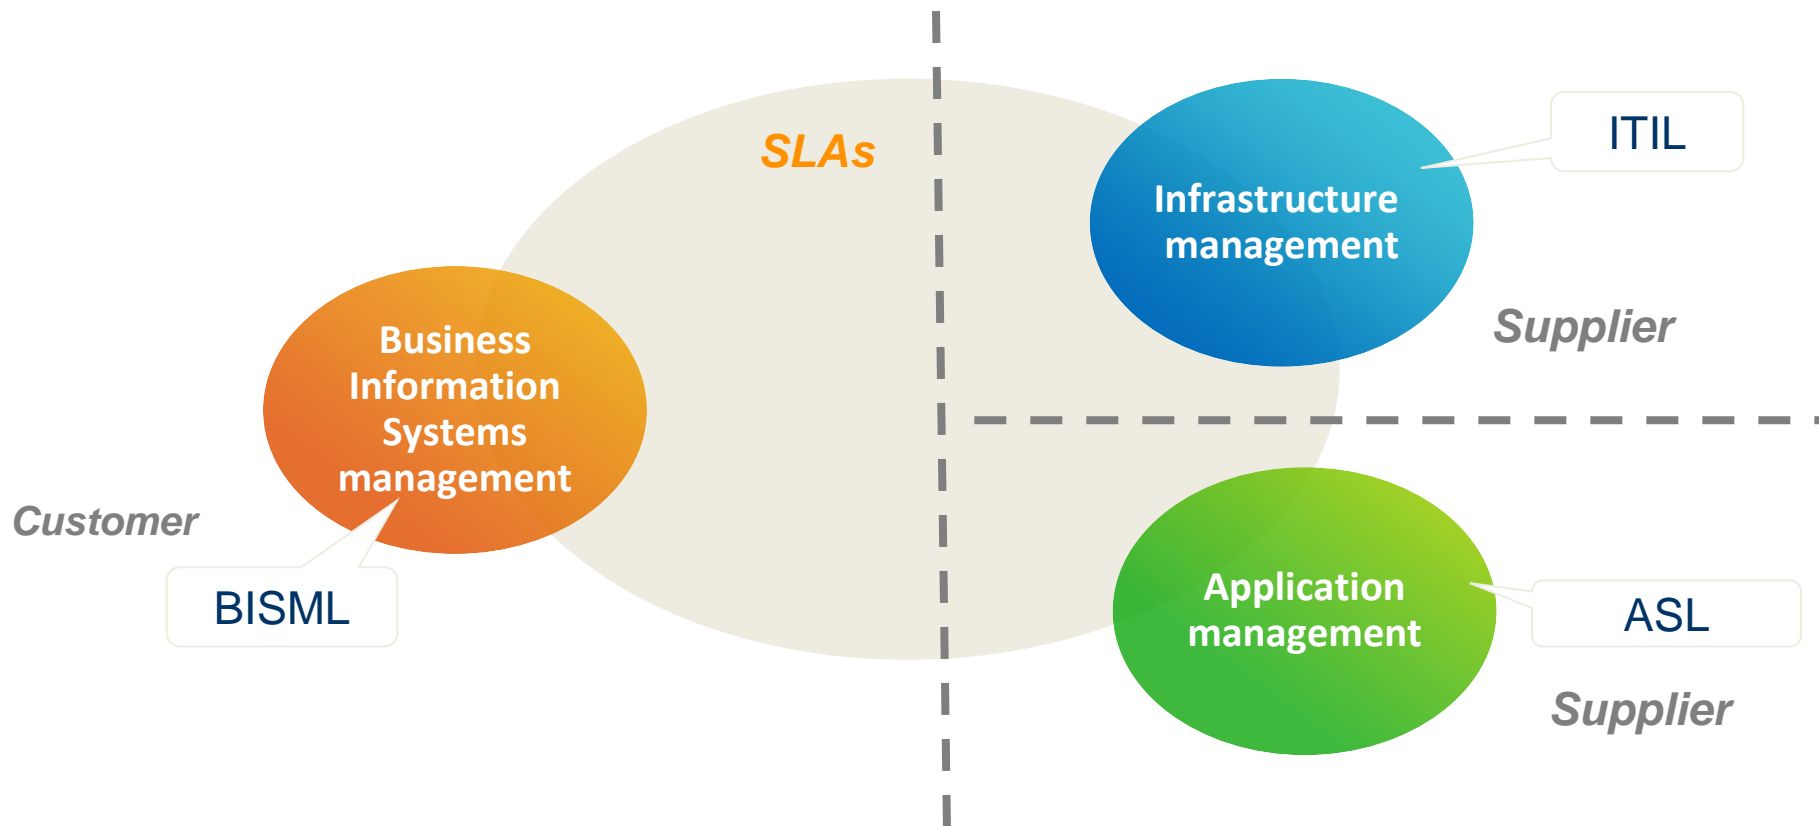 SLAs
ITIL
Infrastructure
management
Supplier
Business
Information
Systems
management
Customer
BISML
Application
management
ASL
Supplier